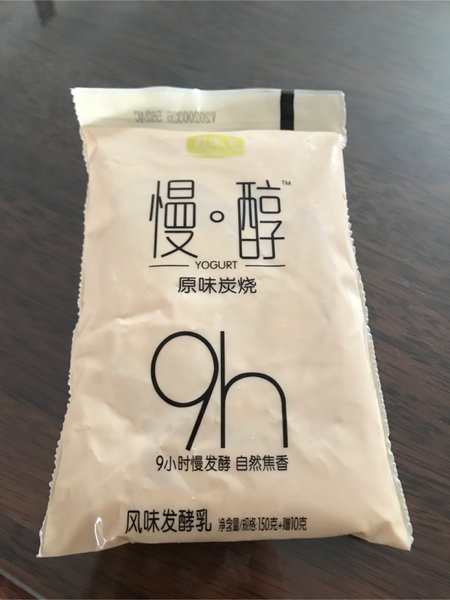 V20200326 5624C
慢·醇™
YOGURT
原味炭烧
9h
9小时慢发酵 自然焦香
风味发酵乳 净含量/规格 150克+赠10克